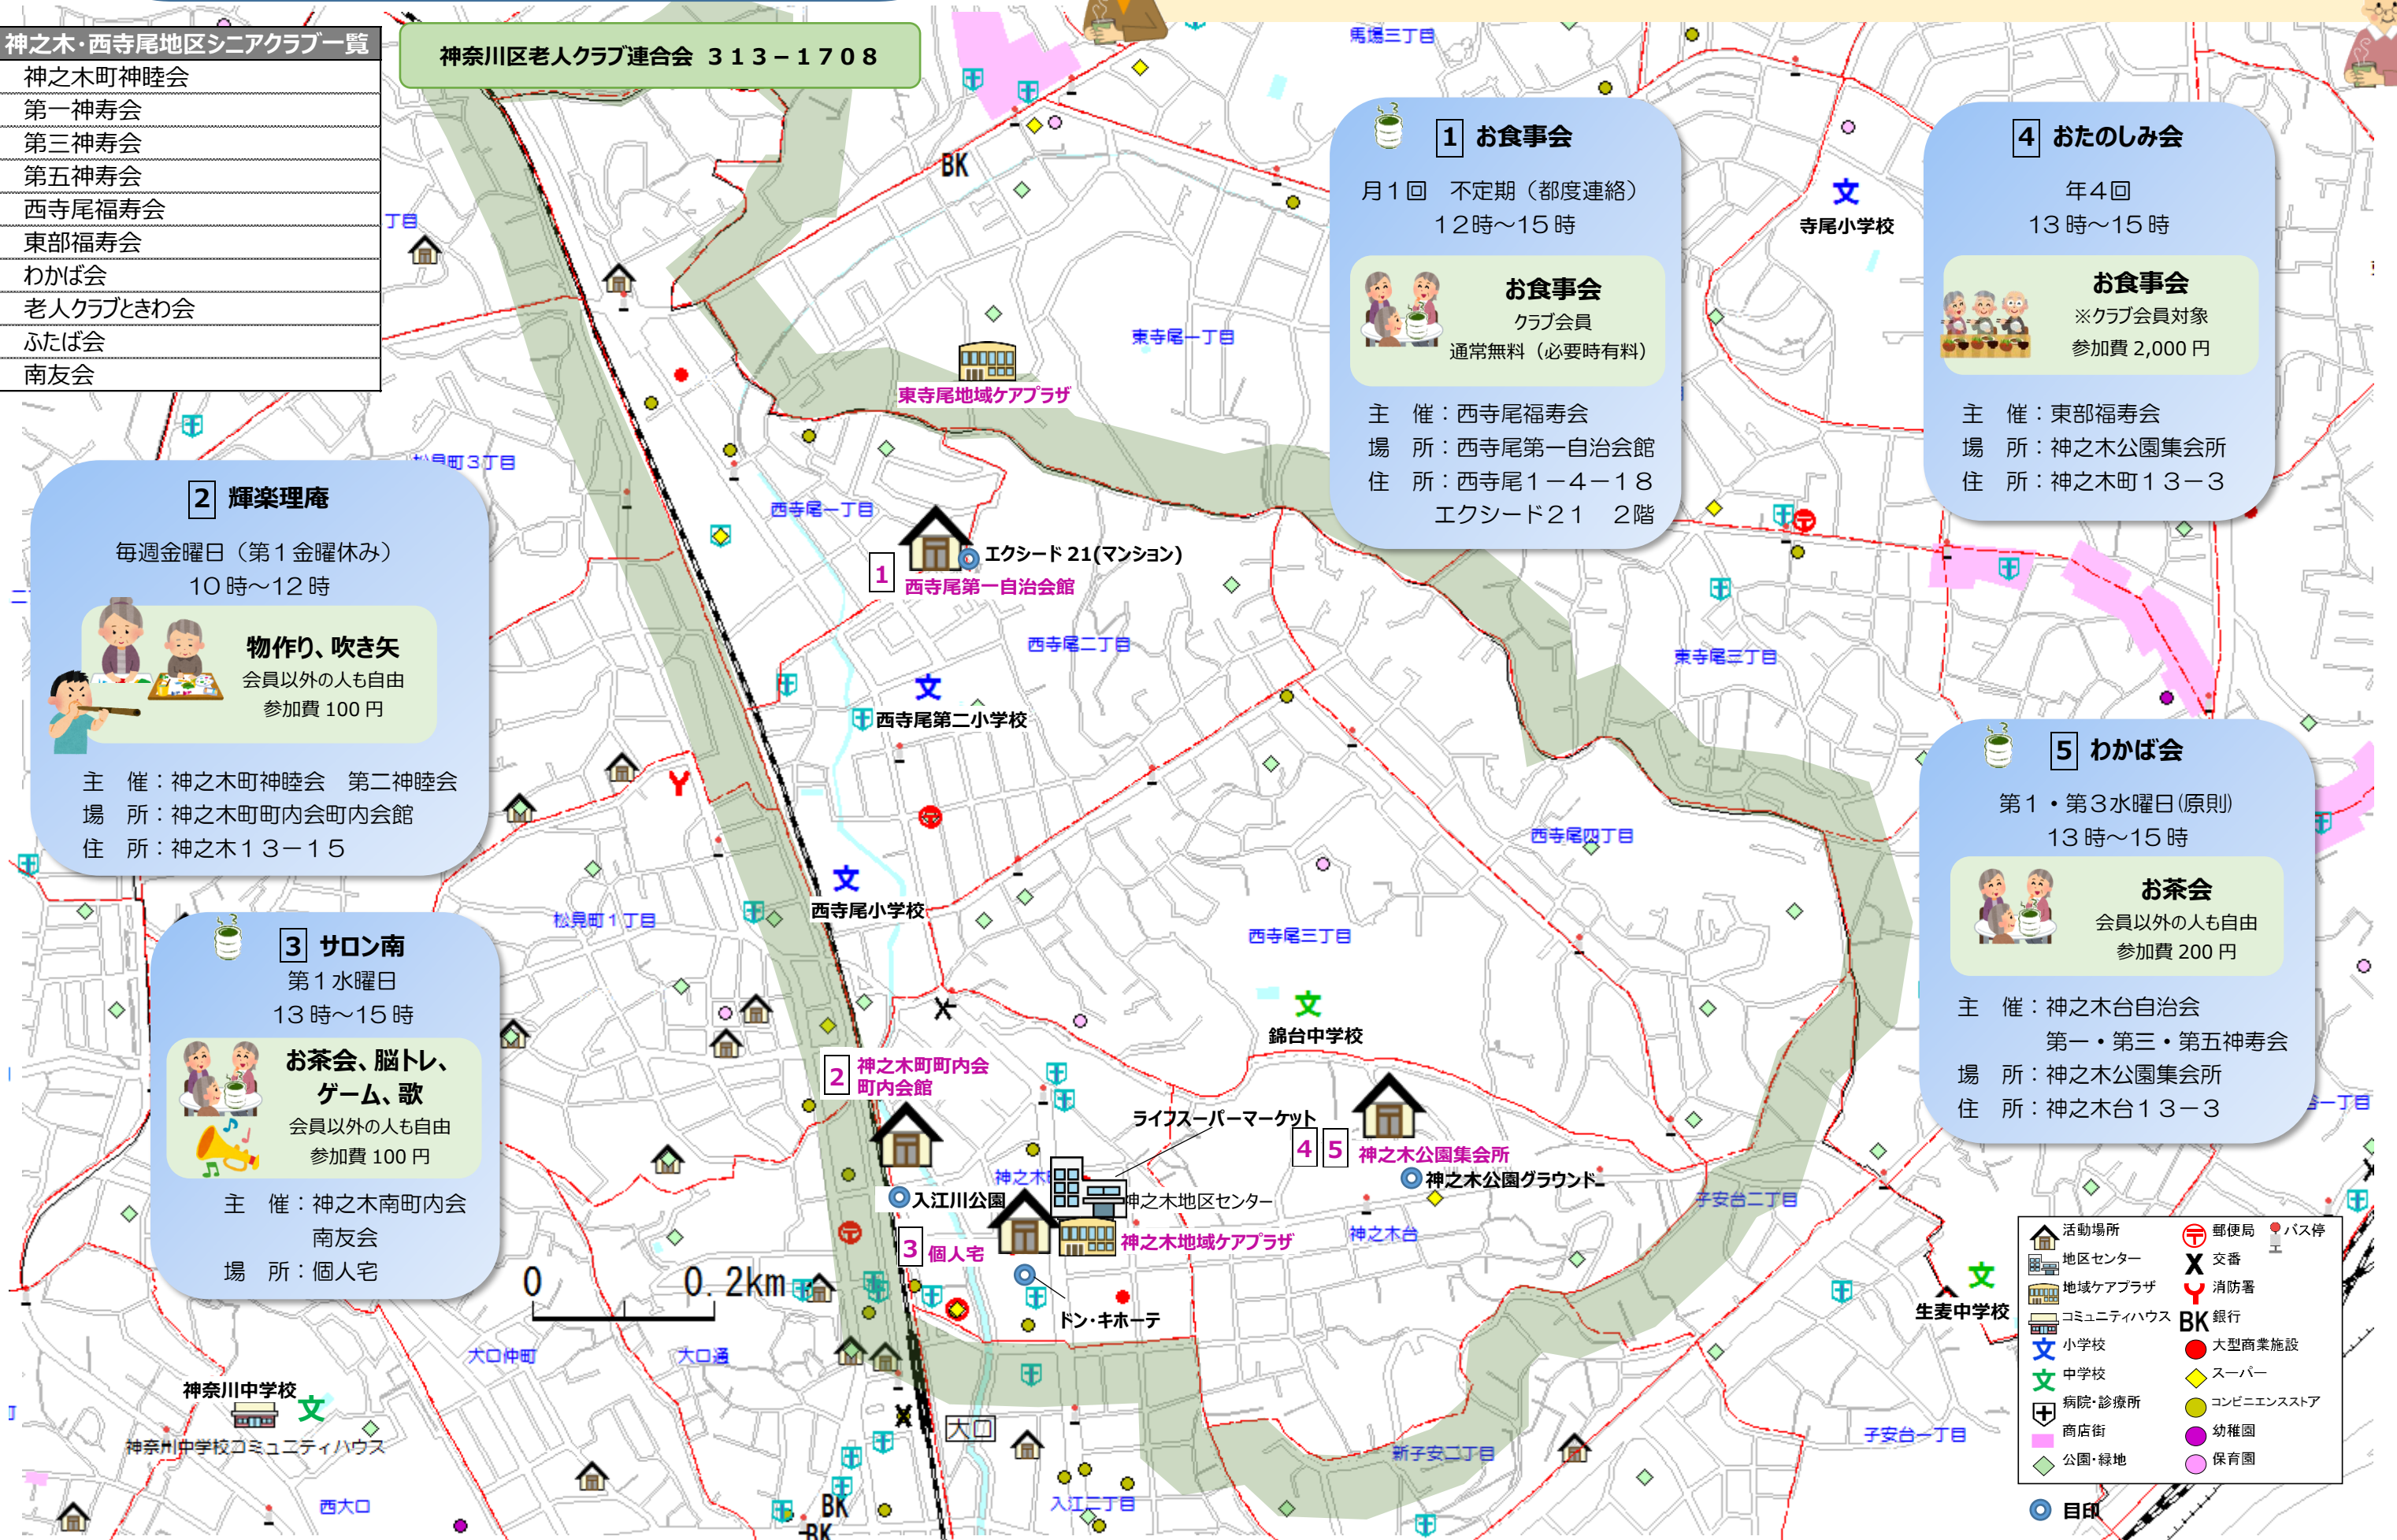 神之木・西寺尾地区シニアクラブ一覧
神之木町神睦会
第一神寿会
第三神寿会
第五神寿会
西寺尾福寿会
東部福寿会
わかば会
老人クラブときわ会
ふたば会
南友会
神奈川区老人クラブ連合会 ３１３－１７０８
1 お食事会
月１回　不定期（都度連絡）
１２時～１５時
お食事会
クラブ会員
通常無料（必要時有料）
主　催：西寺尾福寿会
場　所：西寺尾第一自治会館
住　所：西寺尾１－４－１８
エクシード２１　２階
4 おたのしみ会
年４回
１３時～１５時
お食事会
※クラブ会員対象
参加費 2,000 円
主　催：東部福寿会
場　所：神之木公園集会所
住　所：神之木町１３－３
2 輝楽理庵
毎週金曜日（第１金曜休み）
１０時～１２時
物作り、吹き矢
会員以外の人も自由
参加費 100 円
主　催：神之木町神睦会　第二神睦会
場　所：神之木町町内会町内会館
住　所：神之木１３－１５
3 サロン南
第１水曜日
１３時～１５時
お茶会、脳トレ、
ゲーム、歌
会員以外の人も自由
参加費 100 円
主　催：神之木南町内会
南友会
場　所：個人宅
5 わかば会
第１・第３水曜日(原則)
１３時～１５時
お茶会
会員以外の人も自由
参加費 200 円
主　催：神之木台自治会
第一・第三・第五神寿会
場　所：神之木公園集会所
住　所：神之木台１３－３
馬場三丁目
BK
文
寺尾小学校
丁目
東寺尾一丁目
東寺尾地域ケアプラザ
松見町３丁目
西寺尾一丁目
エクシード 21(マンション)
1
西寺尾第一自治会館
西寺尾二丁目
東寺尾三丁目
文
西寺尾第二小学校
西寺尾四丁目
文
西寺尾小学校
松見町１丁目
西寺尾三丁目
文
錦台中学校
2 神之木町町内会
町内会館
ライフスーパーマーケット
4 5 神之木公園集会所
神之木公園グラウンド
入江川公園
神之木地区センター
3 個人宅
神之木地域ケアプラザ
神之木台
子安台二丁目
0 0.2km
ドン・キホーテ
文
生麦中学校
大口仲町
大口通
神奈川中学校
文
神奈川中学校コミュニティハウス
大口
新子安二丁目
子安台一丁目
西大口
入江二丁目
BK
BK
活動場所
地区センター
地域ケアプラザ
コミュニティハウス
文 小学校
文 中学校
病院・診療所
商店街
公園・緑地
郵便局
バス停
交番
消防署
BK 銀行
大型商業施設
スーパー
コンビニエンスストア
幼稚園
保育園
目印